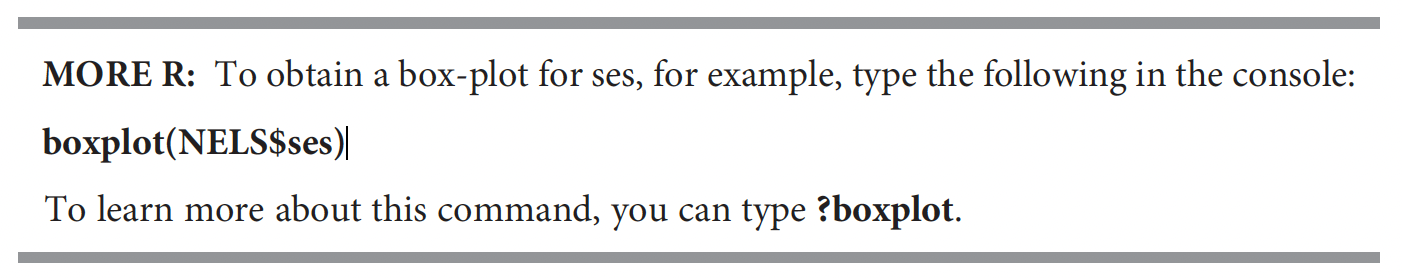 MORE R: To obtain a box-plot for ses, for example, type the following in the console:
boxplot(NELS$ses)
To learn more about this command, you can type ?boxplot.